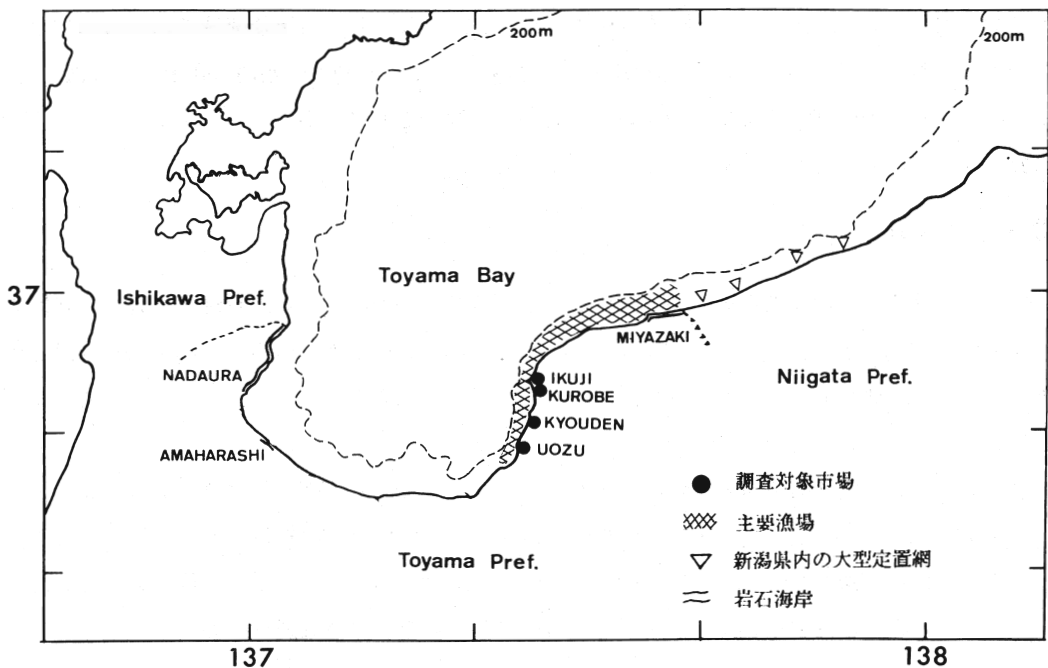 200m
200m
Toyama Bay
37
Ishikawa Pref.
MIYAZAKI
NADAURA
IKUJI
KUROBE
Niigata Pref.
KYOUDEN
AMAHARASHI
UOZU
調査対象市場
主要漁場
Toyama Pref.
新潟県内の大型定置網
岩石海岸
137
138